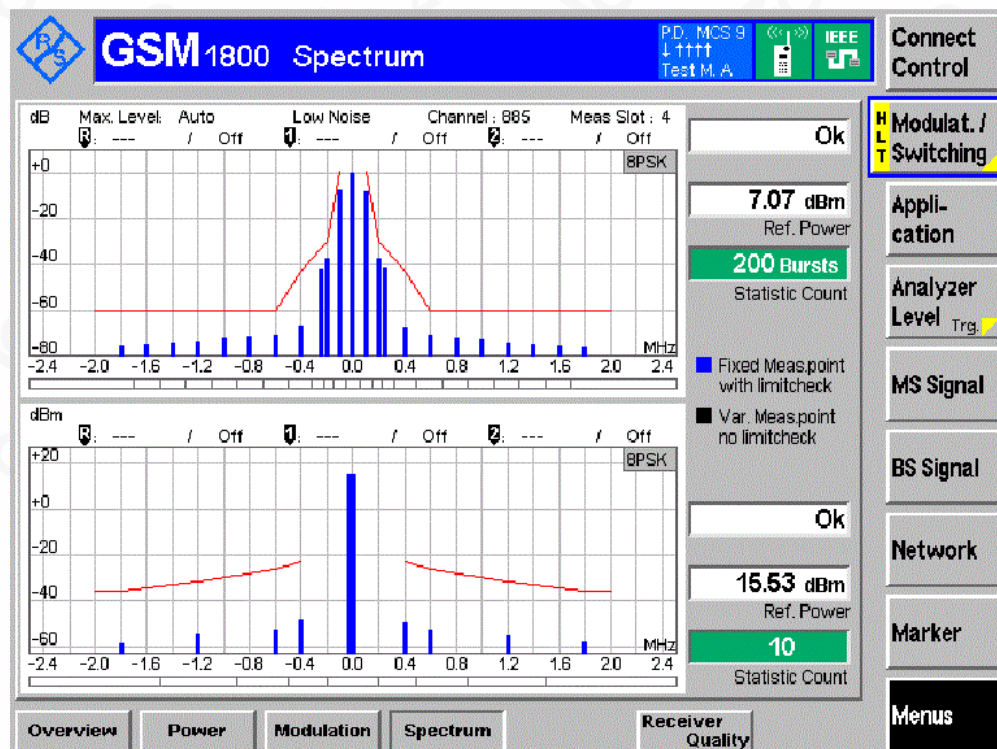 R/S
GSM 1800 Spectrum
P.D. MCS 9
↓ ↑↑↑↑
Test M. A
IEEE
Connect
Control
dB Max. Level: Auto Low Noise Channel : 885 Meas Slot : 4
R: --- / Off 1: --- / Off 2: --- / Off
8PSK
+0
-20
-40
-60
-80
MHz
-2.4 -2.0 -1.6 -1.2 -0.8 -0.4 0.0 0.4 0.8 1.2 1.6 2.0 2.4
Ok
7.07 dBm
Ref. Power
200 Bursts
Statistic Count
Fixed Meas.point
with limitcheck
Var. Meas.point
no limitcheck
dBm
R: --- / Off 1: --- / Off 2: --- / Off
8PSK
+20
+0
-20
-40
-60
MHz
-2.4 -2.0 -1.6 -1.2 -0.8 -0.4 0.0 0.4 0.8 1.2 1.6 2.0 2.4
Ok
15.53 dBm
Ref. Power
10
Statistic Count
HLT
Modulat. /
Switching
Appli-
cation
Analyzer
Level Trg.
MS Signal
BS Signal
Network
Marker
Menus
Overview Power Modulation Spectrum Receiver
Quality